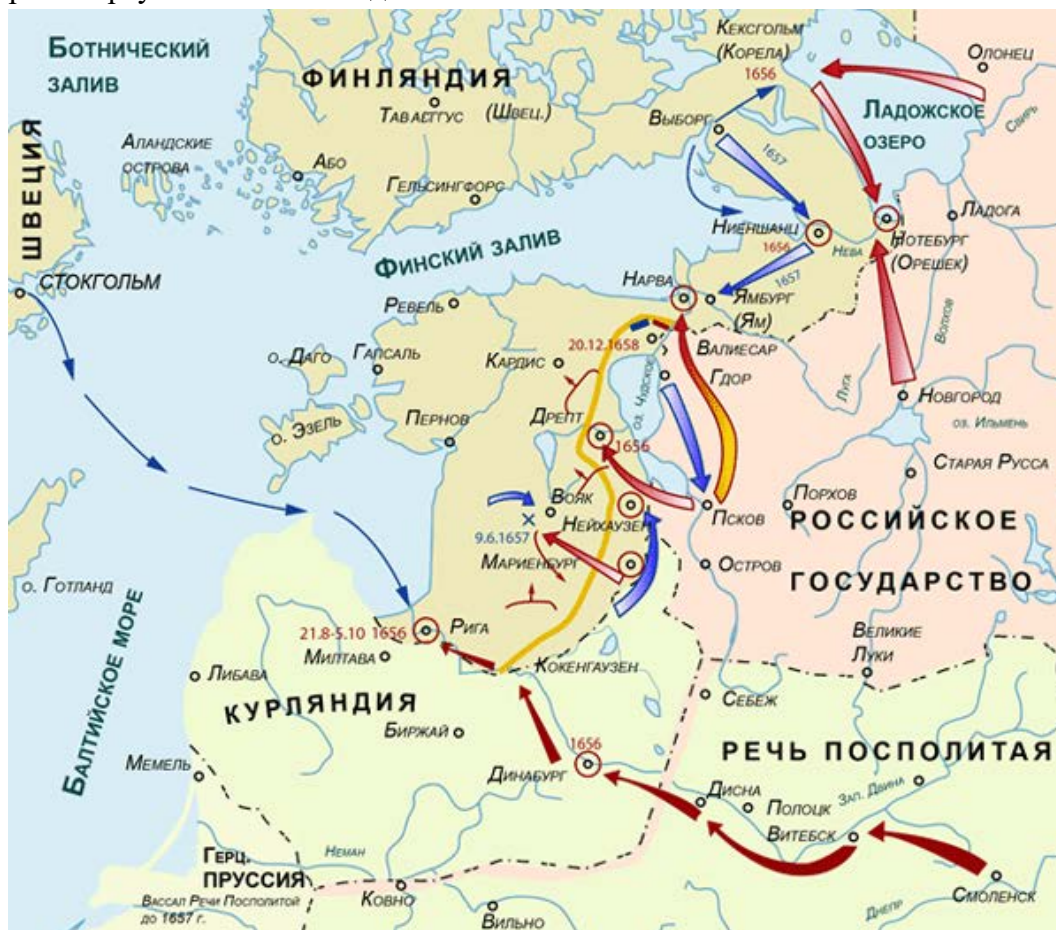 Ботнический
залив
Швеция
Стокгольм
Аландские
острова
Або
Финляндия
Таваегус
(Швец.)
Гельсингфорс
Финский залив
Кексгольм
(Корела)
1656
Олонец
Свирь
Ладожское
озеро
Выборг
1657
Ниеншанц
1656
1657
Нева
Нотебург
(Орешек)
Ладога
Волхов
Нарва
Ямбург
(Ям)
Ревель
о. Даго
Гапсаль
Кардис
20.12.1658
Валиесар
Гдор
оз. Чудское
Луга
Новгород
оз. Ильмень
Старая Русса
о. Эзель
Пернов
Дрепт
1656
Вояк
Нейхаузен
9.6.1657
Мариенбург
Псков
Порхов
Остров
Российское
государство
о. Готланд
Балтийское море
21.8-5.10 1656
Рига
Милтава
Либава
Кокенгаузен
Великие
Луки
Себеж
Курляндия
Биржай
1656
Динабург
Речь Посполитая
Дисна
Полоцк
Зап. Двина
Витебск
Смоленск
Днепр
Мемель
Герц.
Пруссия
Вассал Речи Посполитой
до 1657 г.
Неман
Ковно
Вильно